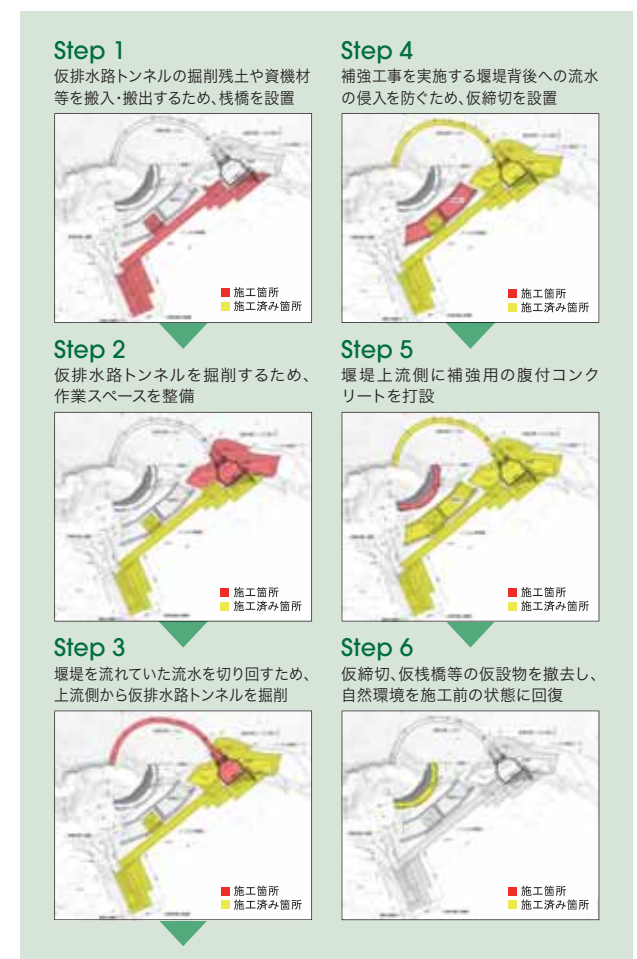 Step 1
仮排水路トンネルの掘削残土や資機材
等を搬入・搬出するため、桟橋を設置
施工箇所
施工済み箇所
Step 2
仮排水路トンネルを掘削するため、
作業スペースを整備
施工箇所
施工済み箇所
Step 3
堰堤を流れていた流水を切り回すため、
上流側から仮排水路トンネルを掘削
施工箇所
施工済み箇所
Step 4
補強工事を実施する堰堤背後への流水
の侵入を防ぐため、仮締切を設置
施工箇所
施工済み箇所
Step 5
堰堤上流側に補強用の腹付コンク
リートを打設
施工箇所
施工済み箇所
Step 6
仮締切、仮桟橋等の仮設物を撤去し、
自然環境を施工前の状態に回復
施工箇所
施工済み箇所